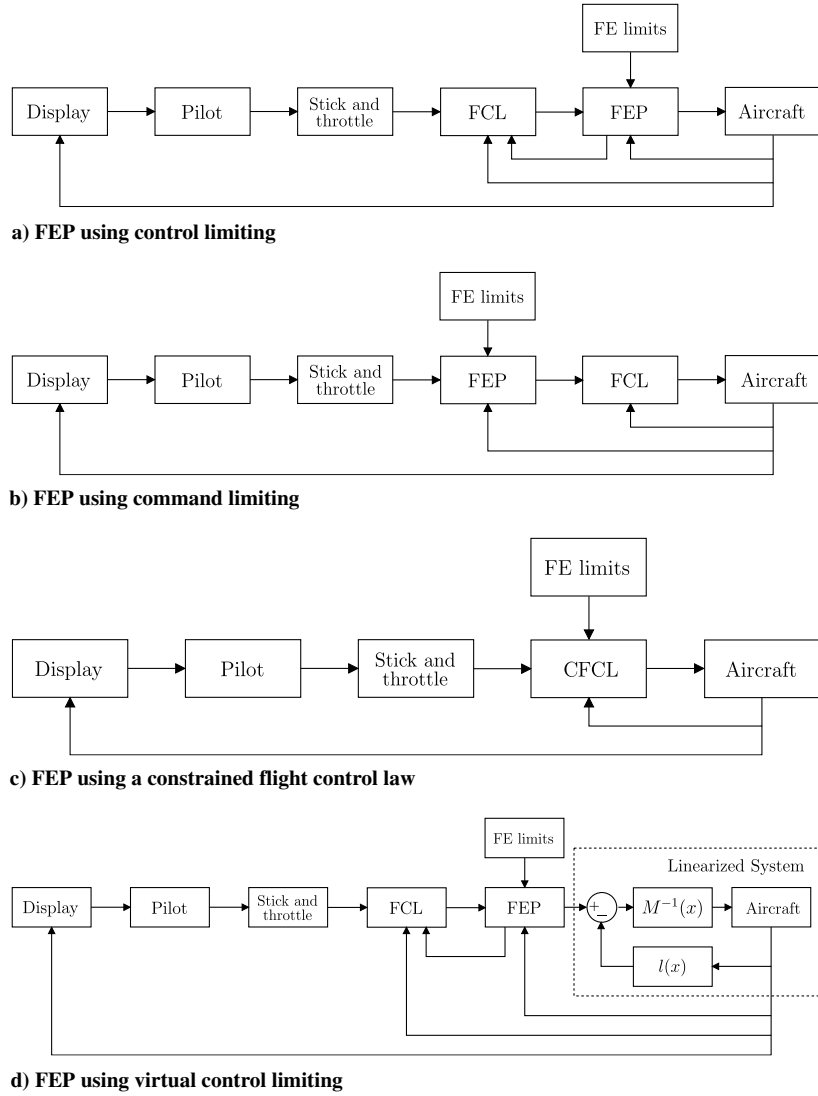 FE limits
Display
Pilot
Stick and
throttle
FCL
FEP
Aircraft
a) FEP using control limiting
FE limits
Display
Pilot
Stick and
throttle
FEP
FCL
Aircraft
b) FEP using command limiting
FE limits
Display
Pilot
Stick and
throttle
CFCL
Aircraft
c) FEP using a constrained flight control law
FE limits
Linearized System
Display
Pilot
Stick and
throttle
FCL
FEP
+
−
M⁻¹(x)
Aircraft
l(x)
d) FEP using virtual control limiting